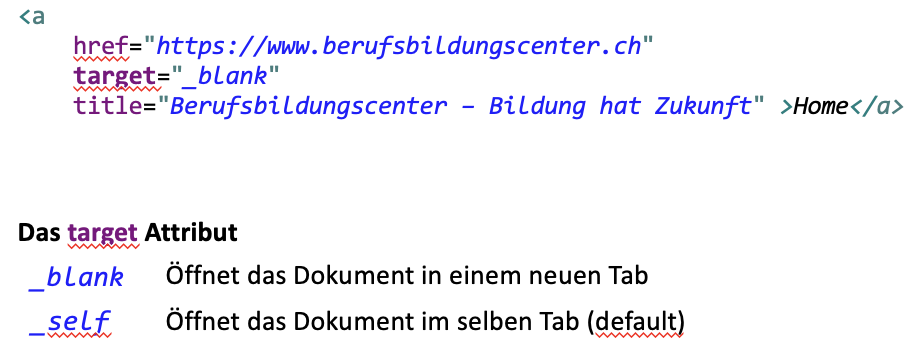 <a
href="https://www.berufsbildungscenter.ch"
target="_blank"
title="Berufsbildungscenter – Bildung hat Zukunft" >Home</a>
Das target Attribut
_blank Öffnet das Dokument in einem neuen Tab
_self Öffnet das Dokument im selben Tab (default)